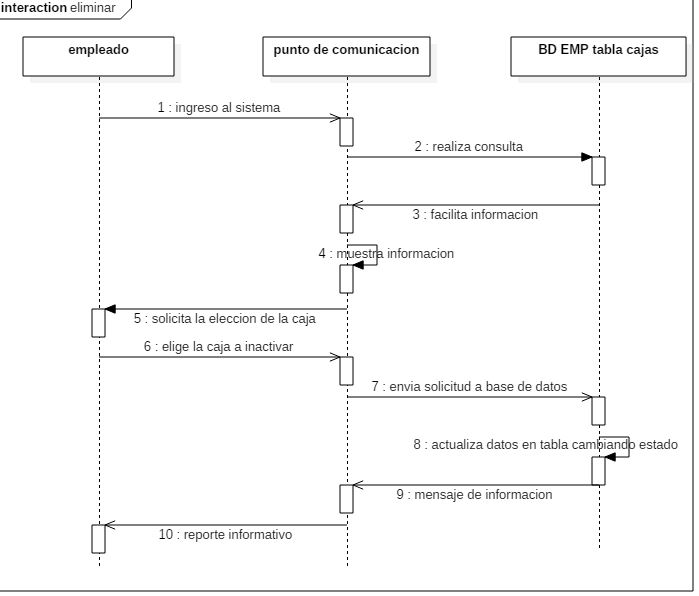 interaction eliminar
empleado
punto de comunicacion
BD EMP tabla cajas
1 : ingreso al sistema
2 : realiza consulta
3 : facilita informacion
4 : muestra informacion
5 : solicita la eleccion de la caja
6 : elige la caja a inactivar
7 : envia solicitud a base de datos
8 : actualiza datos en tabla cambiando estado
9 : mensaje de informacion
10 : reporte informativo